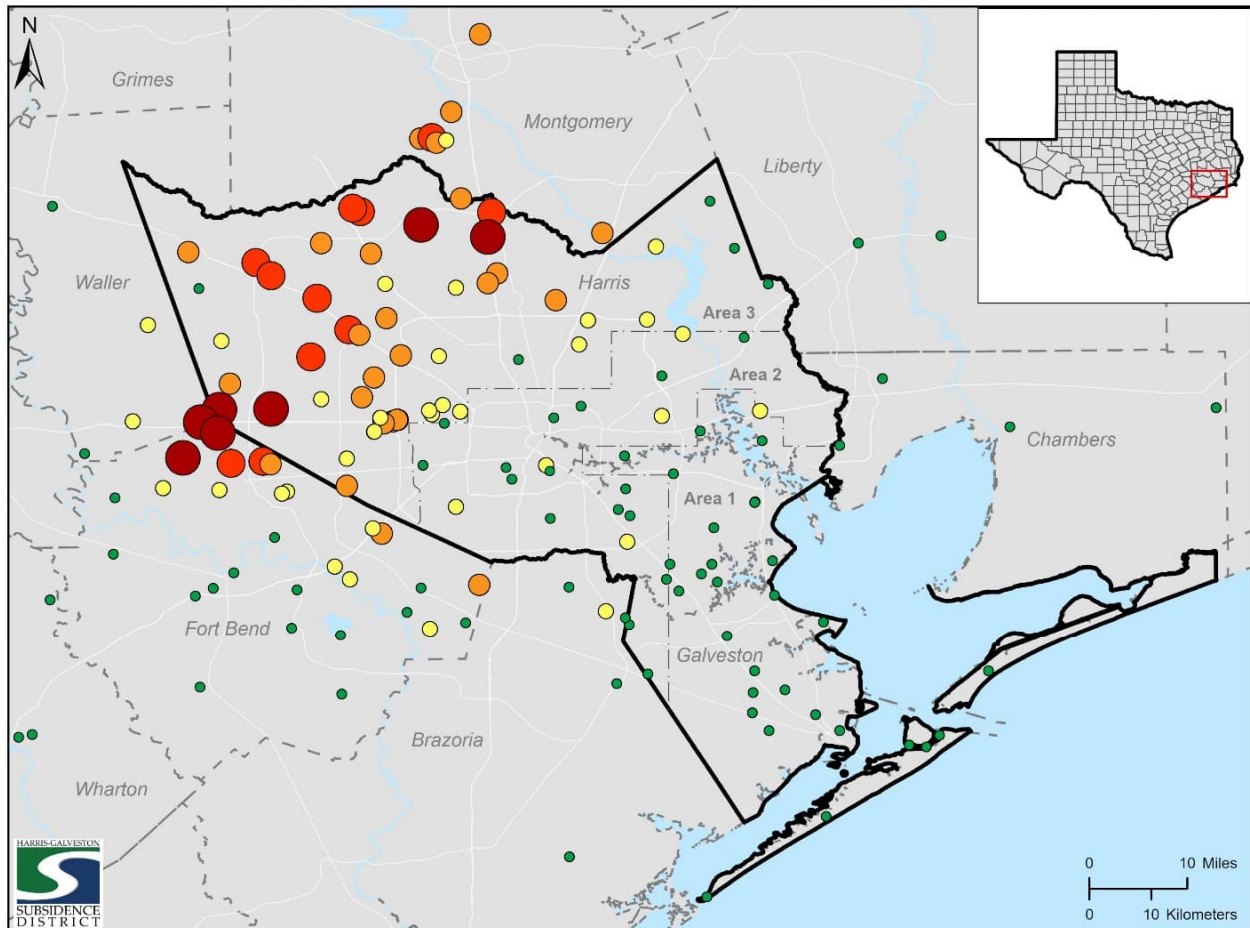 N
Grimes
Montgomery
Liberty
Waller
Harris
Area 3
Area 2
Chambers
Area 1
Fort Bend
Galveston
Brazoria
Wharton
HARRIS-GALVESTON
SUBSIDENCE
DISTRICT
0 10 Miles
0 10 Kilometers